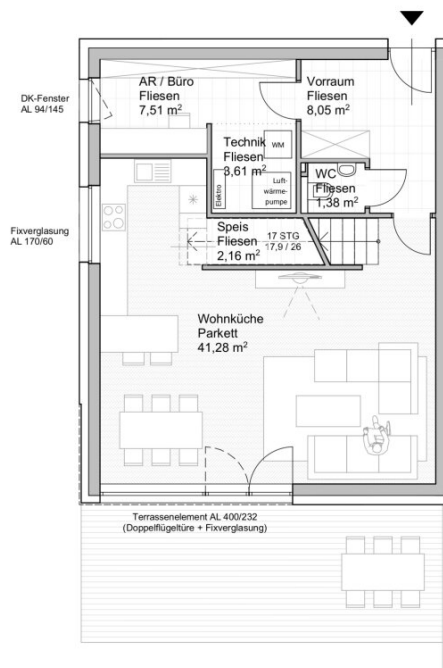 DK-Fenster
AL 94/145
AR / Büro
Fliesen
7,51 m²
Vorraum
Fliesen
8,05 m²
Technik
Fliesen
3,61 m²
WM
Elektro
Luft-
wärme-
pumpe
WC
Fliesen
1,38 m²
Fixverglasung
AL 170/60
Speis
Fliesen
2,16 m²
17 STG
17,9 / 26
Wohnküche
Parkett
41,28 m²
Terrassenelement AL 400/232
(Doppelflügeltüre + Fixverglasung)